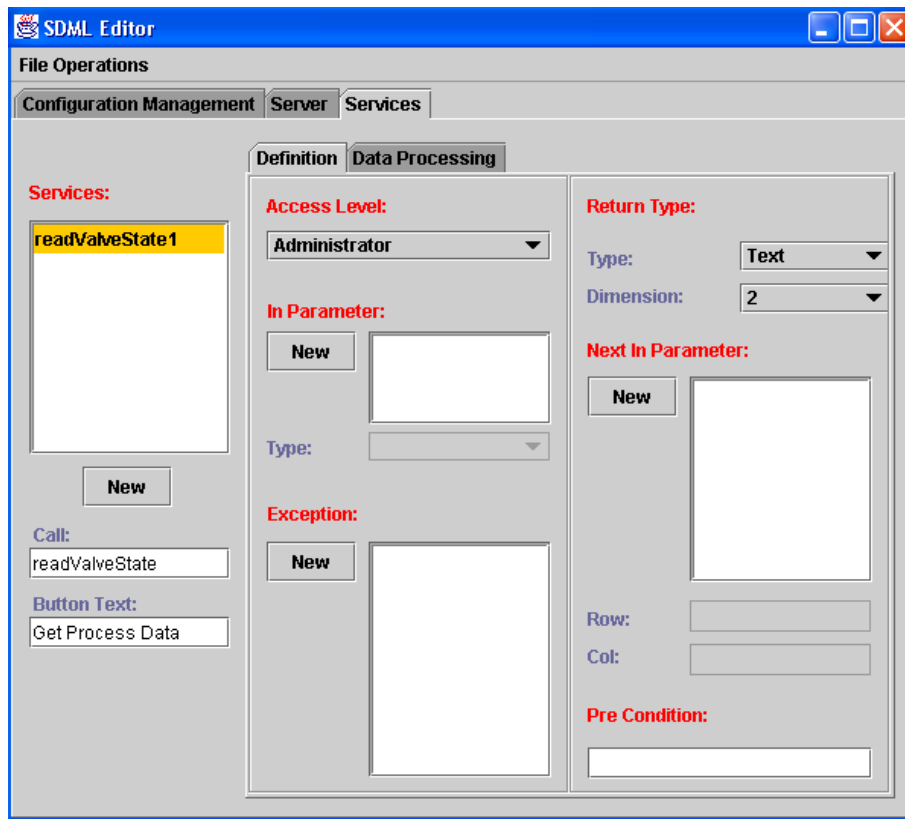 SDML Editor
File Operations
Configuration Management Server Services
Definition Data Processing
Services:
readValveState1
New
Call:
readValveState
Button Text:
Get Process Data
Access Level:
Administrator
In Parameter:
New
Type:
Exception:
New
Return Type:
Type: Text
Dimension: 2
Next In Parameter:
New
Row:
Col:
Pre Condition: